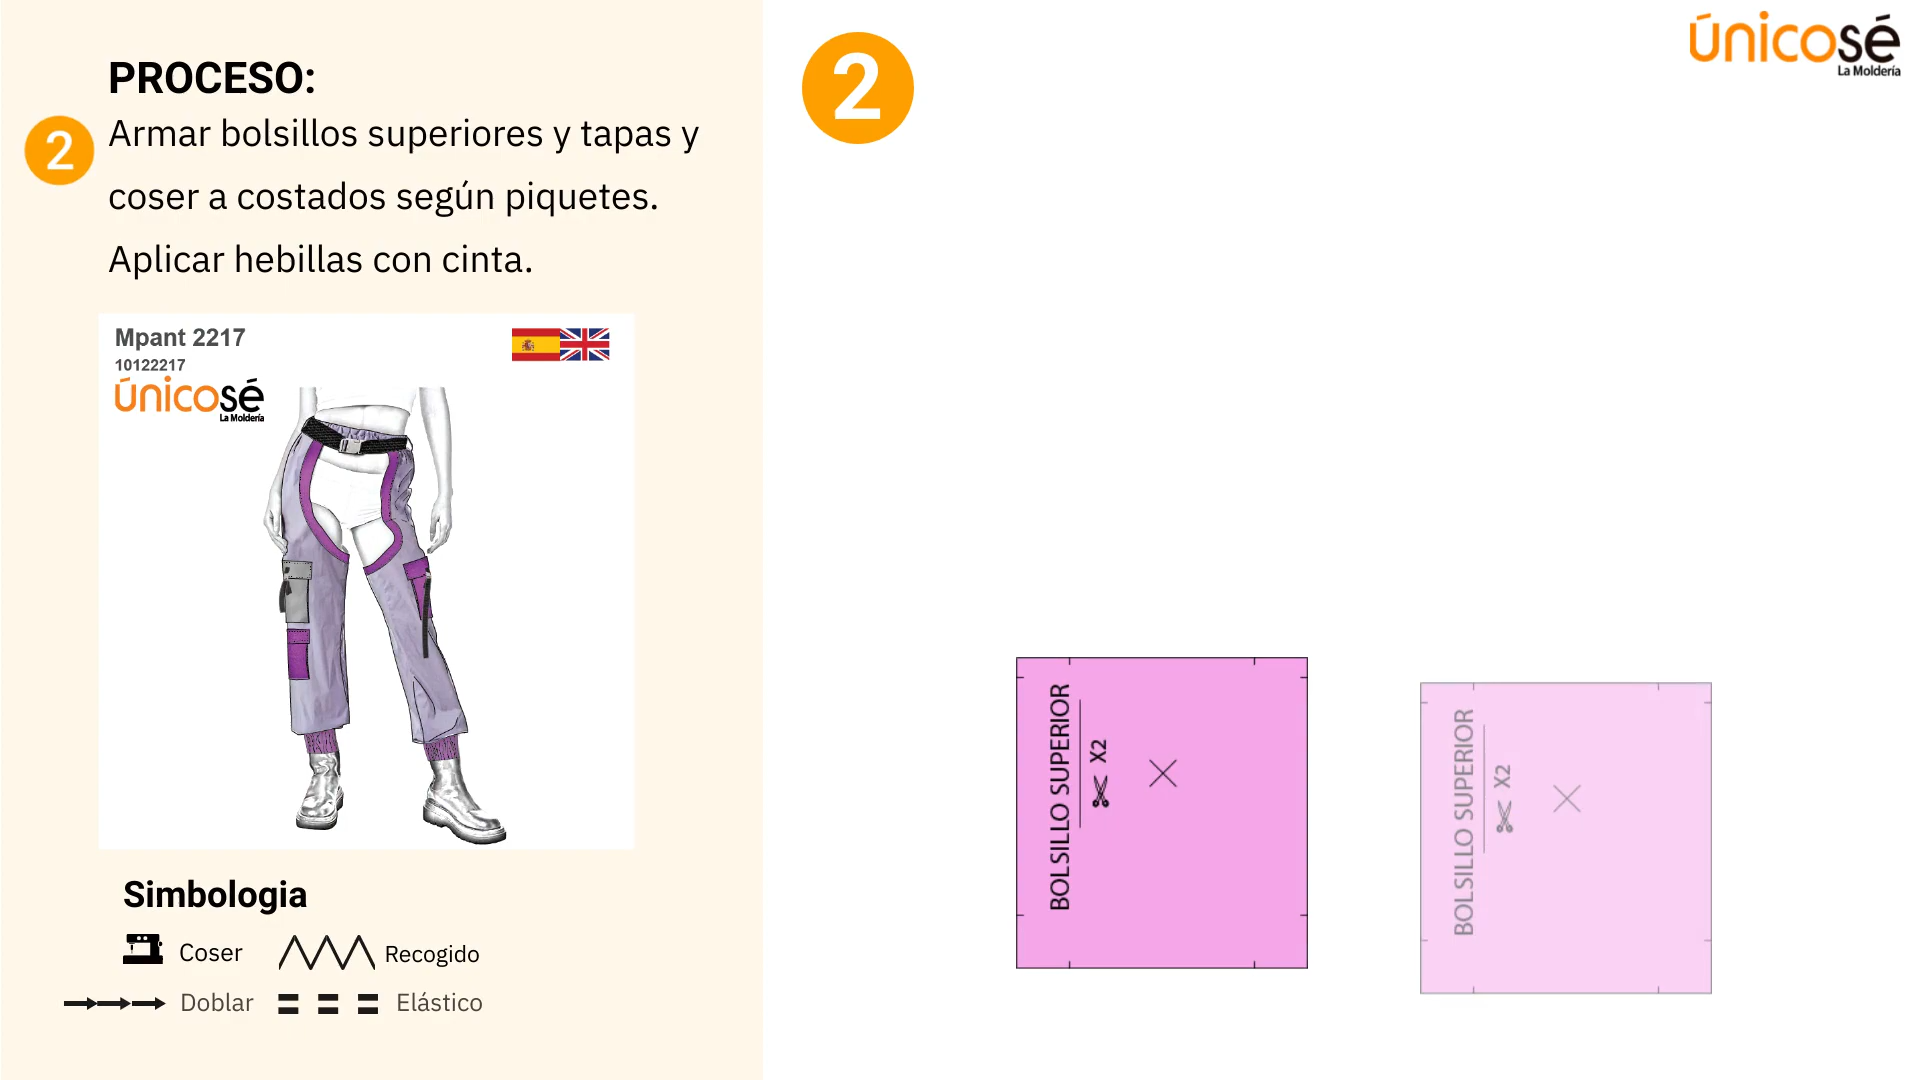 PROCESO:
2
Armar bolsillos superiores y tapas y
coser a costados según piquetes.
Aplicar hebillas con cinta.
Mpant 2217
10122217
únicosé
La Moldería
Simbologia
Coser
Recogido
Doblar
Elástico
2
únicosé
La Moldería
BOLSILLO SUPERIOR
X2
BOLSILLO SUPERIOR
X2